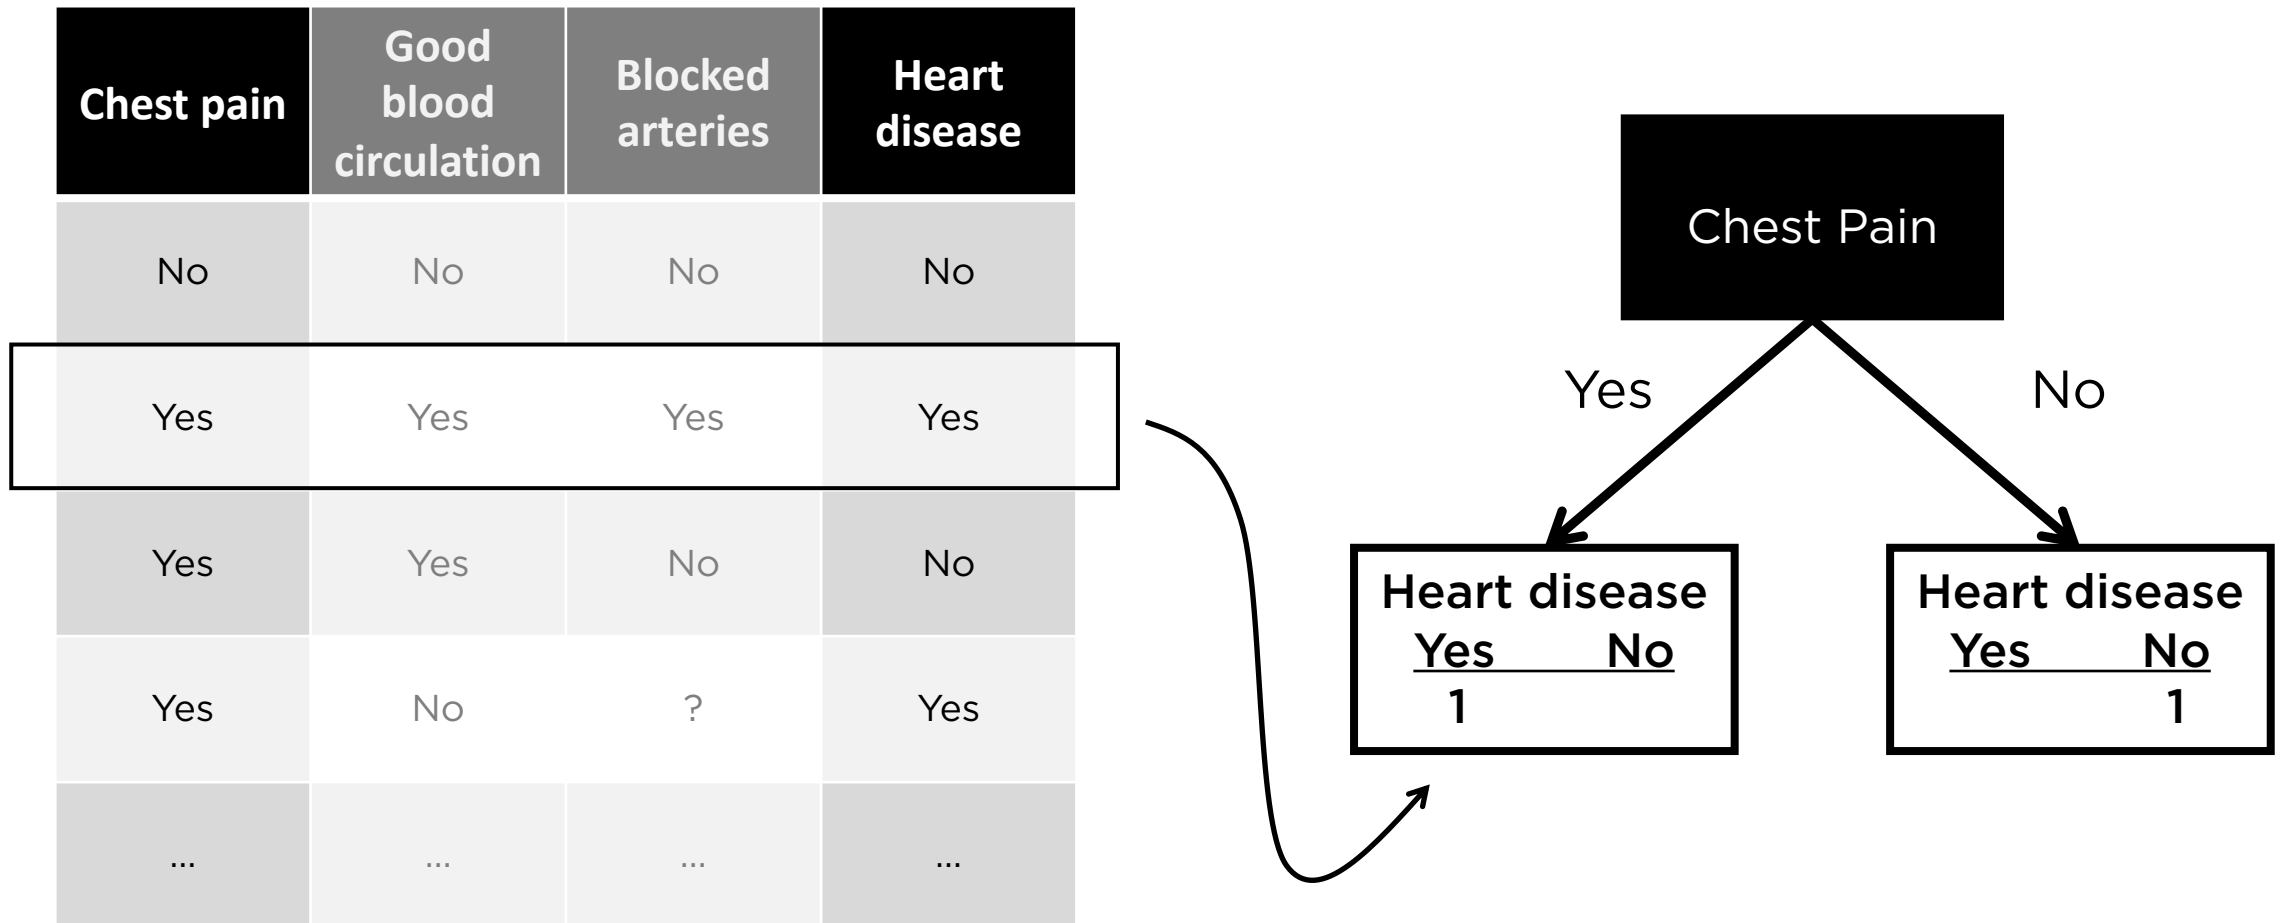 Chest pain
Good
blood
circulation
Blocked
arteries
Heart
disease
No No No No
Yes Yes Yes Yes
Yes Yes No No
Yes No ? Yes
... ... ... ...
Chest Pain
Yes
No
Heart disease
Yes No
1
Heart disease
Yes No
1